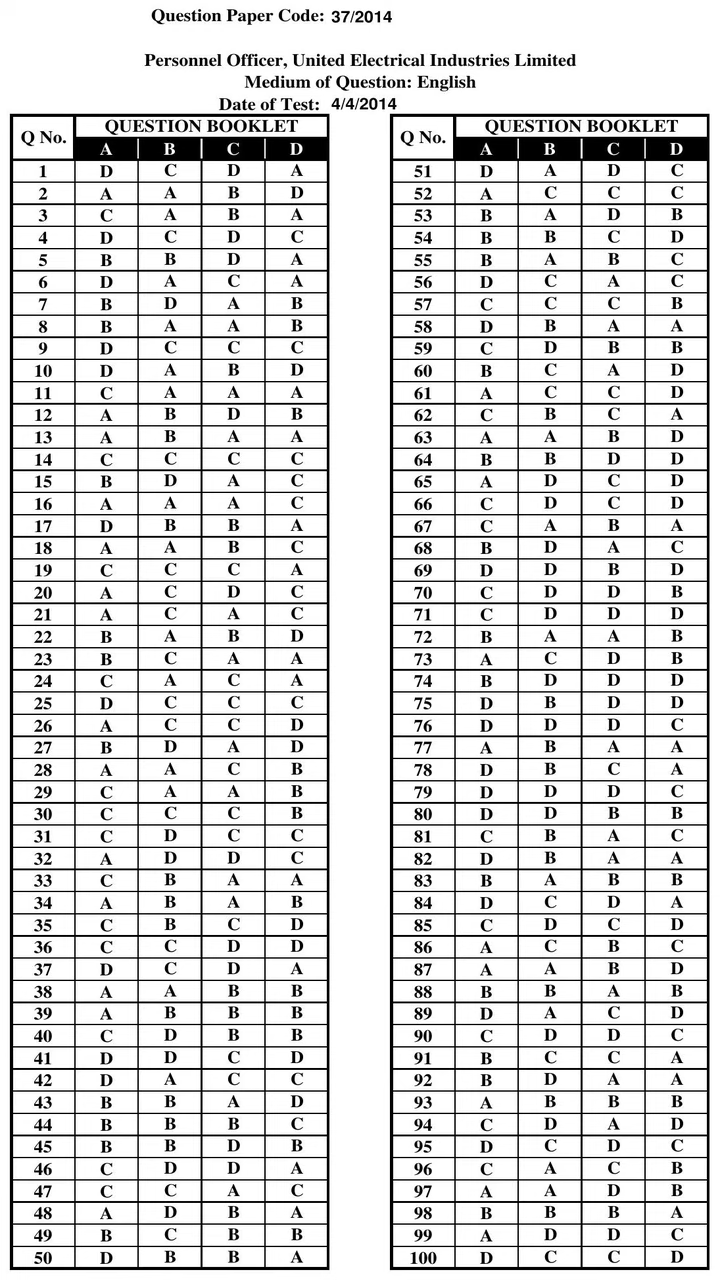 Question Paper Code: 37/2014
Personnel Officer, United Electrical Industries Limited
Medium of Question: English
Date of Test: 4/4/2014
Q No. QUESTION BOOKLET
A B C D
1 D C D A
2 A A B D
3 C A B A
4 D C D C
5 B B D A
6 D A C A
7 B D A B
8 B A A B
9 D C C C
10 D A B D
11 C A A A
12 A B D B
13 A B A A
14 C C C C
15 B D A C
16 A A A C
17 D B B A
18 A A B C
19 C C C A
20 A C D C
21 A C A C
22 B A B D
23 B C A A
24 C A C A
25 D C C C
26 A C C D
27 B D A D
28 A A C B
29 C A A B
30 C C C B
31 C D C C
32 A D D C
33 C B A A
34 A B A B
35 C B C D
36 C C D D
37 D C D A
38 A A B B
39 A B B B
40 C D B B
41 D D C D
42 D A C C
43 B B A D
44 B B B C
45 B B D B
46 C D D A
47 C C A C
48 A D B A
49 B C B B
50 D B B A
Q No. QUESTION BOOKLET
A B C D
51 D A D C
52 A C C C
53 B A D B
54 B B C D
55 B A B C
56 D C A C
57 C C C B
58 D B A A
59 C D B B
60 B C A D
61 A C C D
62 C B C A
63 A A B D
64 B B D D
65 A D C D
66 C D C D
67 C A B A
68 B D A C
69 D D B D
70 C D D B
71 C D D D
72 B A A B
73 A C D B
74 B D D D
75 D B D D
76 D D D C
77 A B A A
78 D B C A
79 D D D C
80 D D B B
81 C B A C
82 D B A A
83 B A B B
84 D C D A
85 C D C D
86 A C B C
87 A A B D
88 B B A B
89 D A C D
90 C D D C
91 B C C A
92 B D A A
93 A B B B
94 C D A D
95 D C D C
96 C A C B
97 A A D B
98 B B B A
99 A D D C
100 D C C D